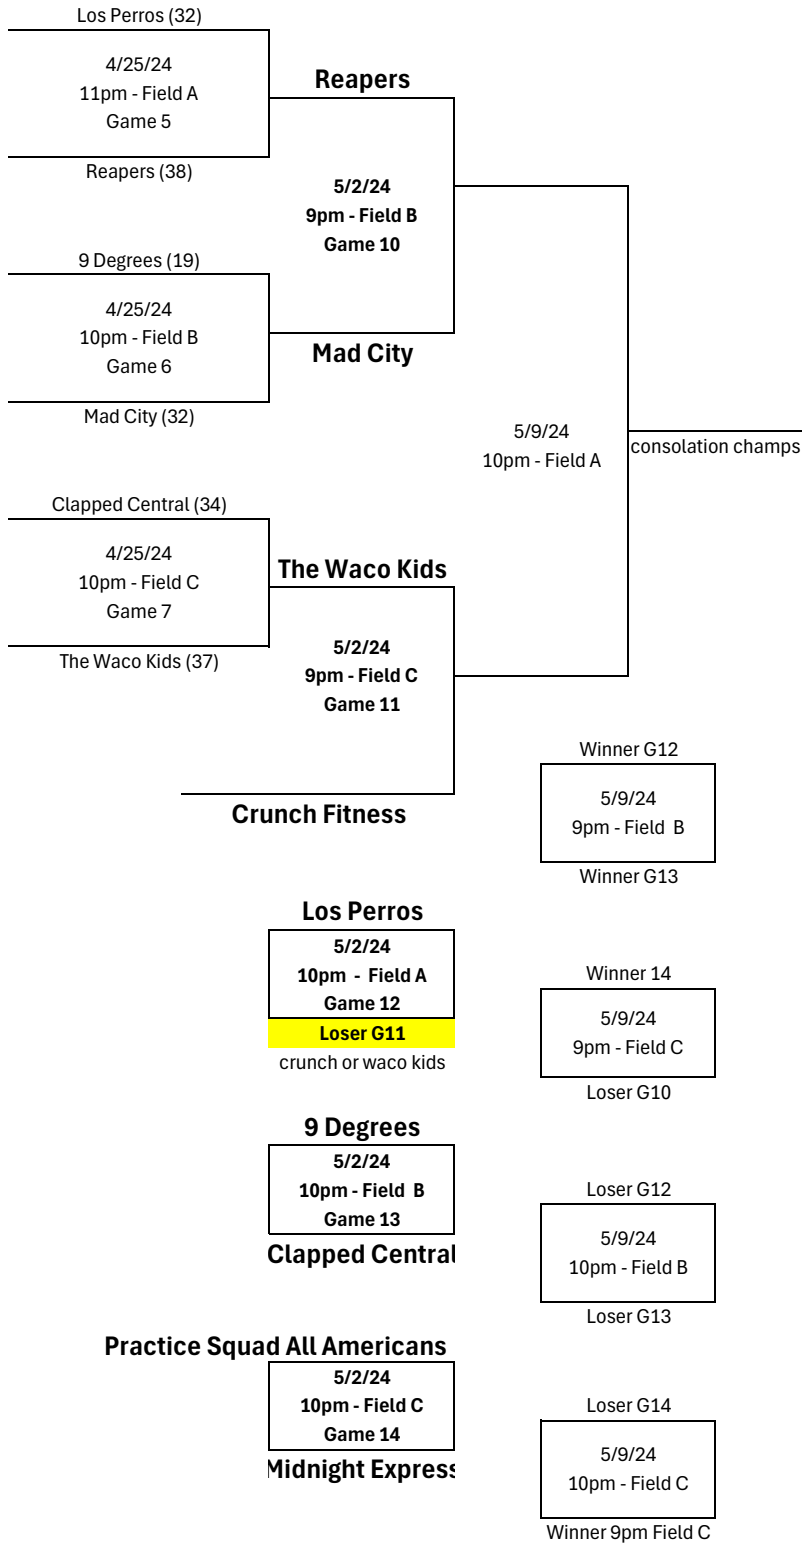 Los Perros (32)
4/25/24
11pm - Field A
Game 5
Reapers (38)
Reapers
5/2/24
9pm - Field B
Game 10
Mad City
9 Degrees (19)
4/25/24
10pm - Field B
Game 6
Mad City (32)
5/9/24
10pm - Field A
consolation champs
Clapped Central (34)
4/25/24
10pm - Field C
Game 7
The Waco Kids (37)
The Waco Kids
5/2/24
9pm - Field C
Game 11
Crunch Fitness
Winner G12
5/9/24
9pm - Field  B
Winner G13
Los Perros
5/2/24
10pm  -  Field A
Game 12
Loser G11
crunch or waco kids
Winner 14
5/9/24
9pm - Field C
Loser G10
9 Degrees
5/2/24
10pm - Field  B
Game 13
Clapped Central
Loser G12
5/9/24
10pm - Field B
Loser G13
Practice Squad All Americans
5/2/24
10pm - Field C
Game 14
Midnight Express
Loser G14
5/9/24
10pm - Field C
Winner 9pm Field C